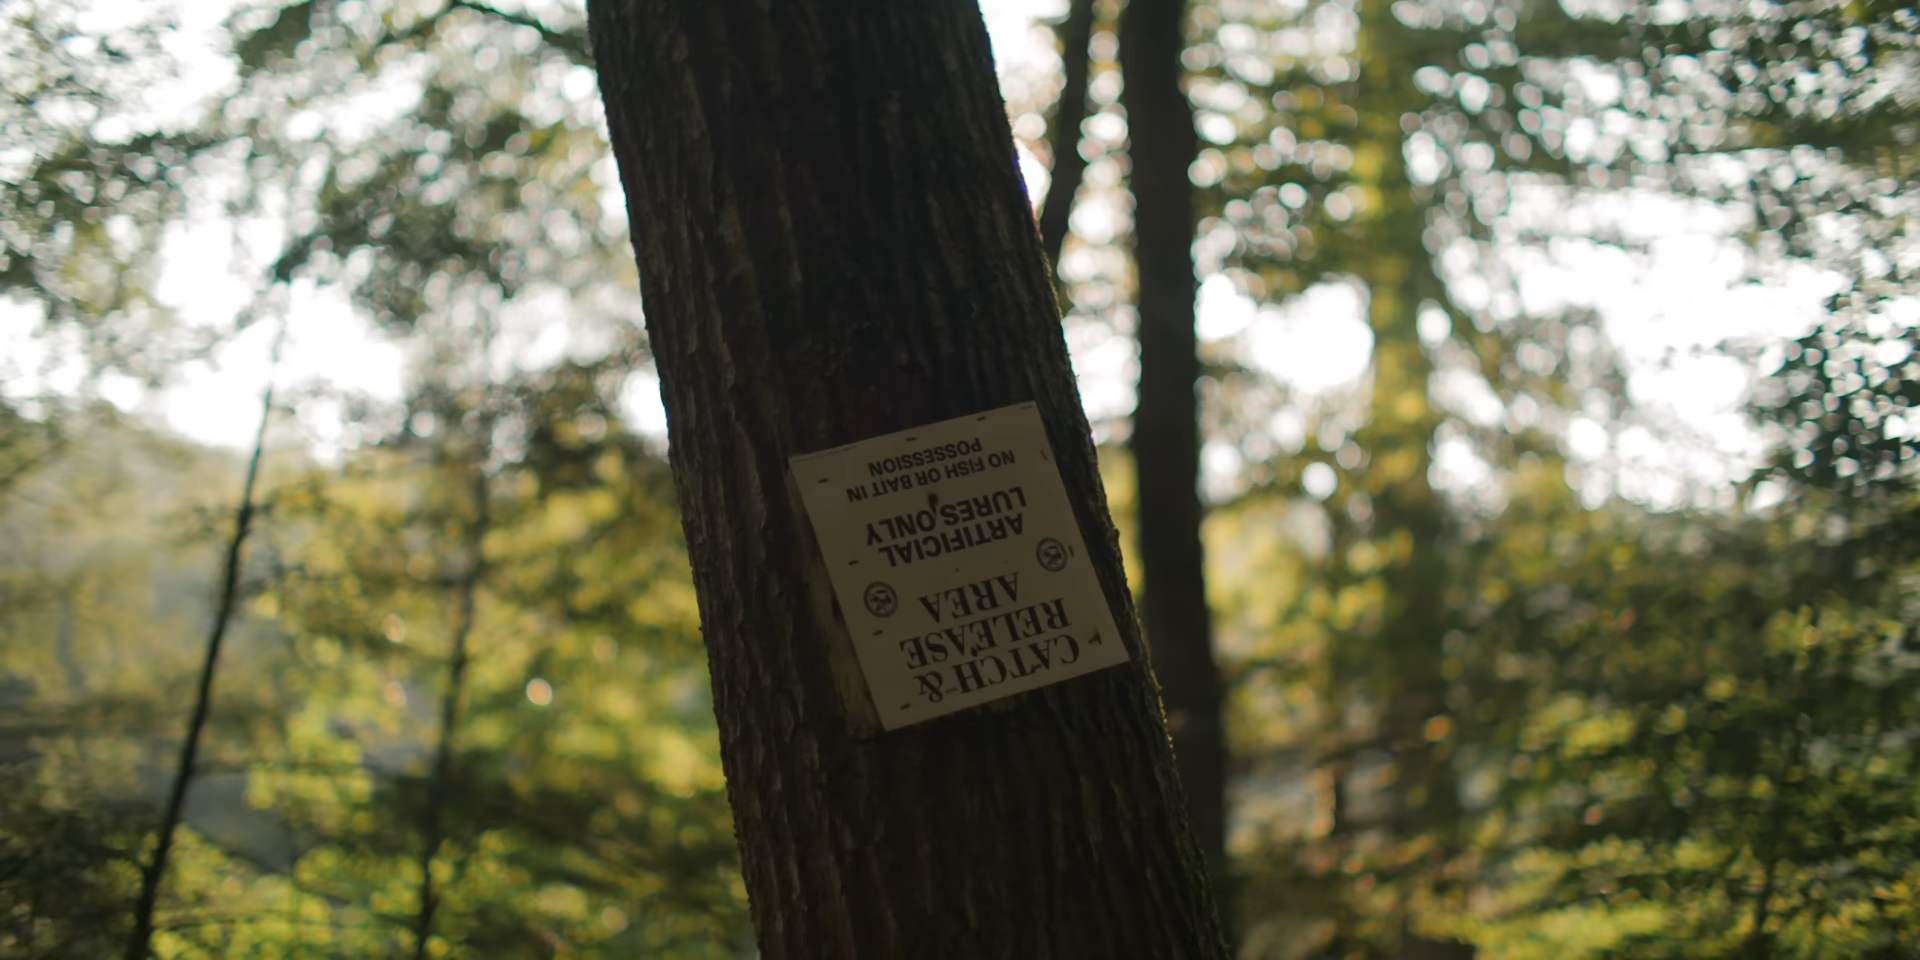 CATCH &
RELEASE
AREA
ARTIFICIAL
LURES ONLY
NO FISH OR BAIT IN
POSSESSION